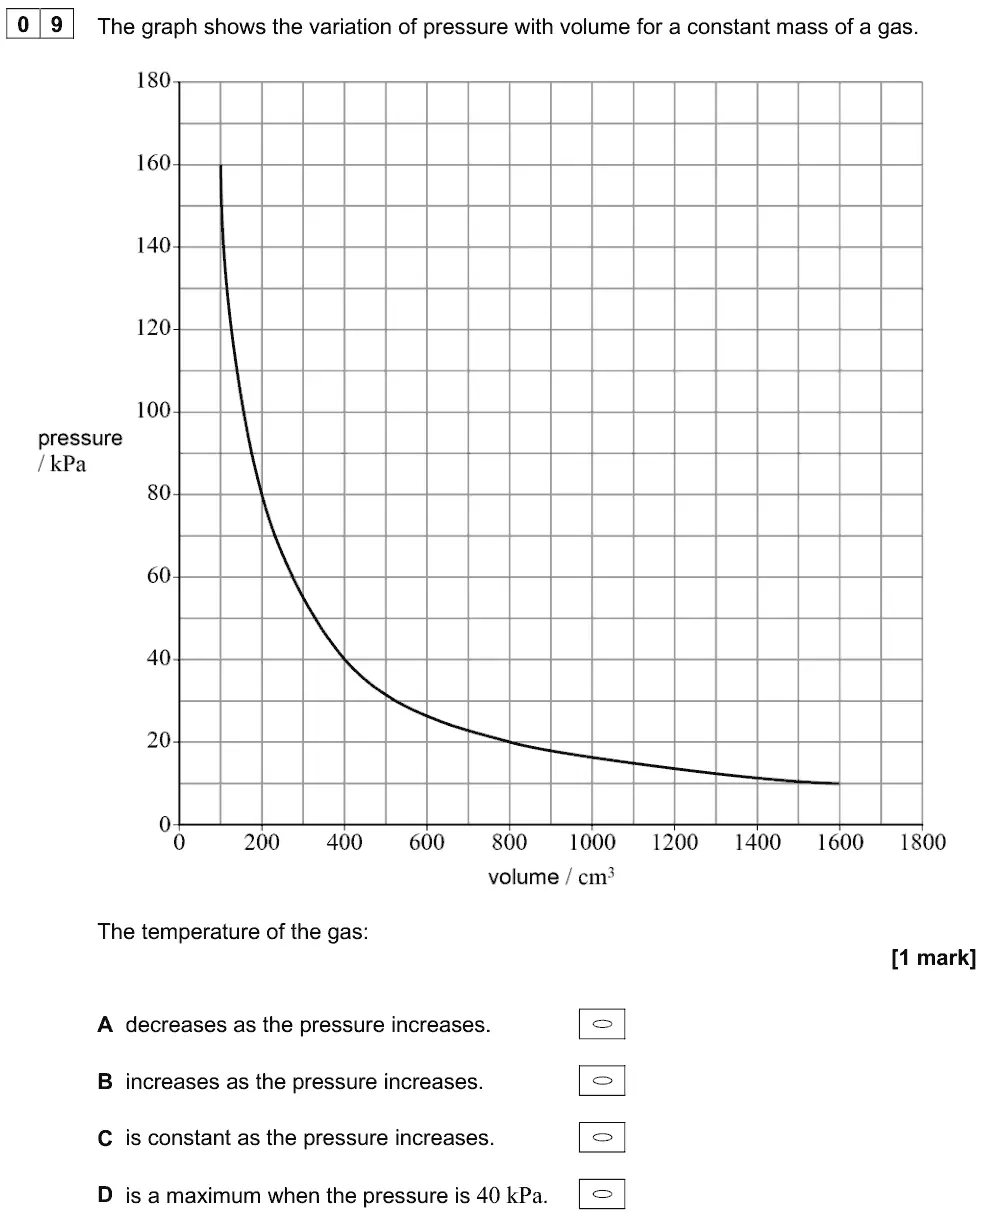 0 9 The graph shows the variation of pressure with volume for a constant mass of a gas.
180
160
140
120
100
80
60
40
20
0
pressure
/ kPa
0 200 400 600 800 1000 1200 1400 1600 1800
volume / cm³
The temperature of the gas:
[1 mark]
A decreases as the pressure increases.
B increases as the pressure increases.
C is constant as the pressure increases.
D is a maximum when the pressure is 40 kPa.